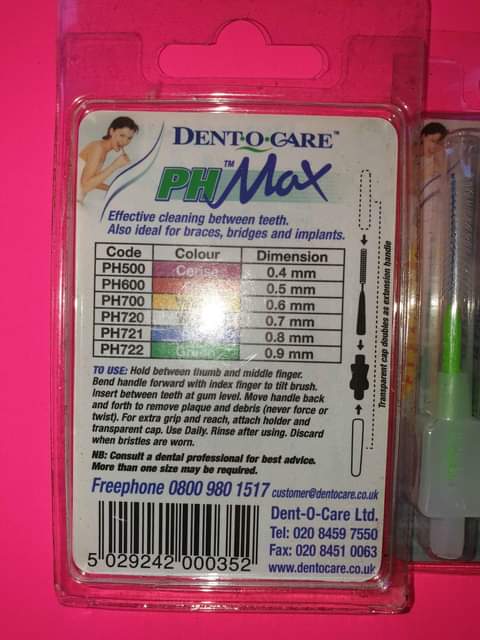 DENT-O-CARE™
PH™ Max
Effective cleaning between teeth.
Also ideal for braces, bridges and implants.
Code Colour Dimension
PH500 Cerise 0.4 mm
PH600 0.5 mm
PH700 0.6 mm
PH720 0.7 mm
PH721 0.8 mm
PH722 Green 0.9 mm
Transparent cap doubles as extension handle
TO USE: Hold between thumb and middle finger.
Bend handle forward with index finger to tilt brush.
Insert between teeth at gum level. Move handle back
and forth to remove plaque and debris (never force or
twist). For extra grip and reach, attach holder and
transparent cap. Use Daily. Rinse after using. Discard
when bristles are worn.
NB: Consult a dental professional for best advice.
More than one size may be required.
Freephone 0800 980 1517 customer@dentocare.co.uk
Dent-O-Care Ltd.
Tel: 020 8459 7550
Fax: 020 8451 0063
www.dentocare.co.uk
5 029242 000352